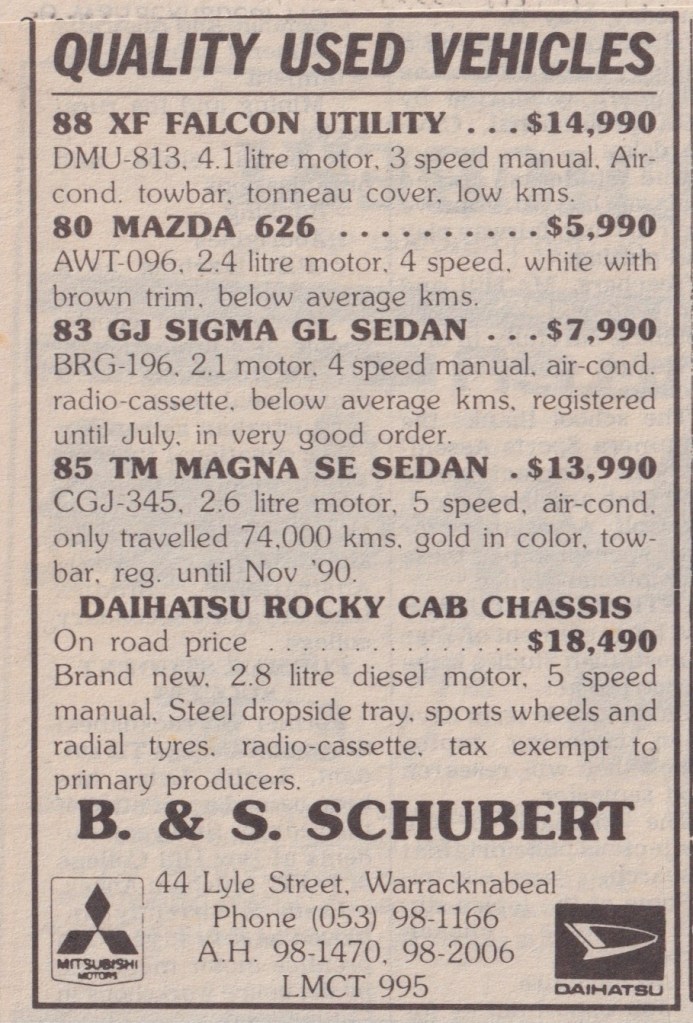 QUALITY USED VEHICLES
88 XF FALCON UTILITY ... $14,990
DMU-813, 4.1 litre motor, 3 speed manual, Air-
cond. towbar, tonneau cover, low kms.
80 MAZDA 626 .......... $5,990
AWT-096, 2.4 litre motor, 4 speed, white with
brown trim, below average kms.
83 GJ SIGMA GL SEDAN ... $7,990
BRG-196, 2.1 motor, 4 speed manual, air-cond.
radio-cassette, below average kms, registered
until July, in very good order.
85 TM MAGNA SE SEDAN . $13,990
CGJ-345, 2.6 litre motor, 5 speed, air-cond,
only travelled 74,000 kms, gold in color, tow-
bar, reg. until Nov '90.
DAIHATSU ROCKY CAB CHASSIS
On road price ................ $18,490
Brand new, 2.8 litre diesel motor, 5 speed
manual, Steel dropside tray, sports wheels and
radial tyres, radio-cassette, tax exempt to
primary producers.
B. & S. SCHUBERT
44 Lyle Street, Warracknabeal
Phone (053) 98-1166
A.H. 98-1470, 98-2006
LMCT 995
MITSUBISHI
MOTORS
DAIHATSU